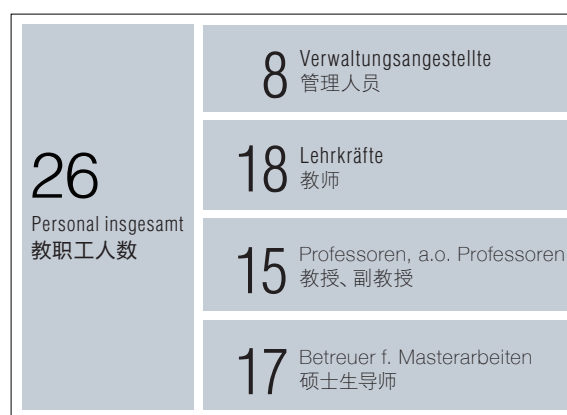 26
Personal insgesamt
教职工人数
8 Verwaltungsangestellte
管理人员
18 Lehrkräfte
教师
15 Professoren, a.o. Professoren
教授、副教授
17 Betreuer f. Masterarbeiten
硕士生导师